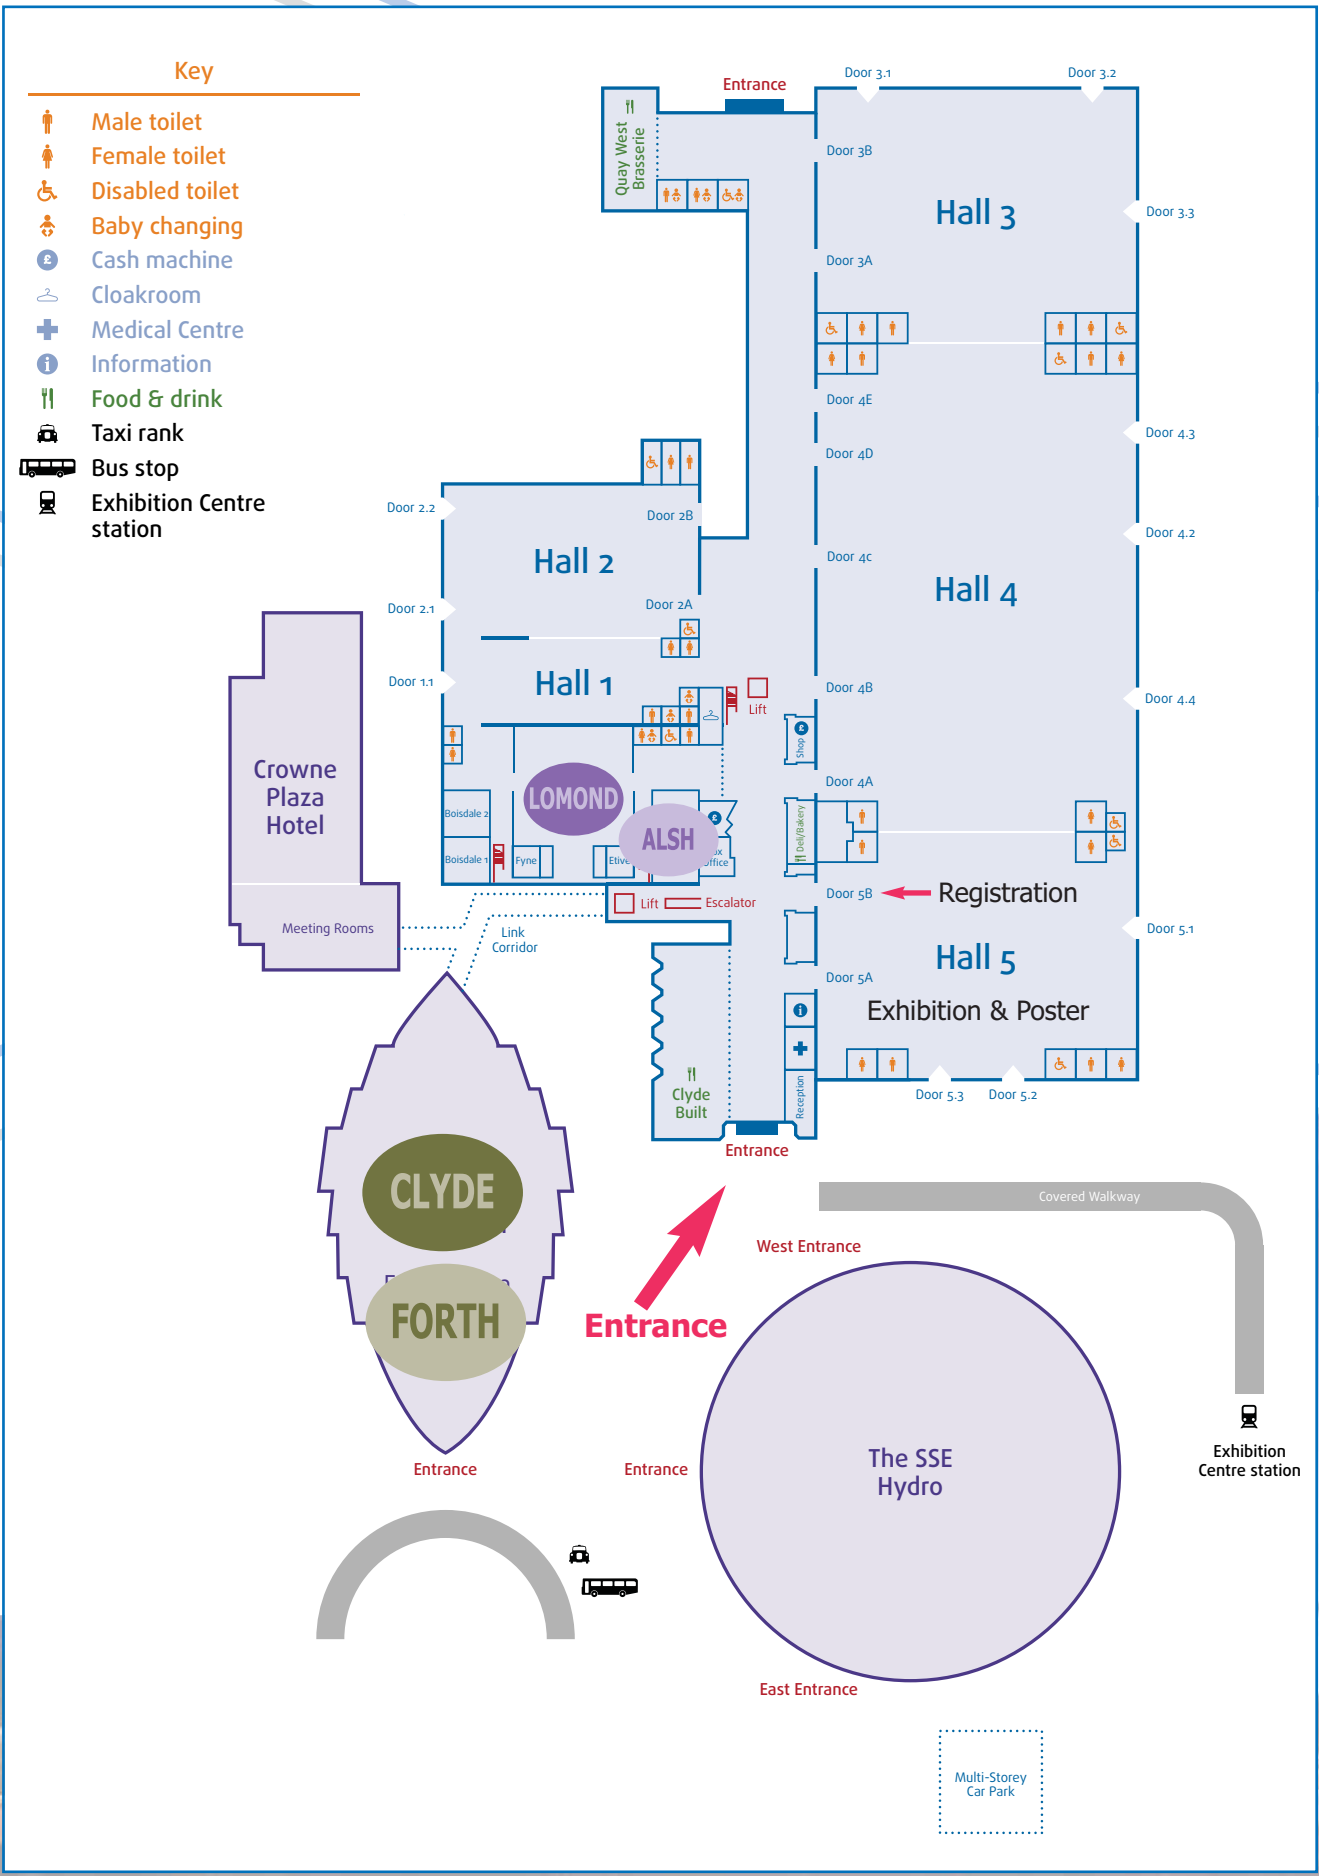 Key
Male toilet
Female toilet
Disabled toilet
Baby changing
Cash machine
Cloakroom
Medical Centre
Information
Food & drink
Taxi rank
Bus stop
Exhibition Centre
station
Entrance
Door 3.1
Door 3.2
Quay West
Brasserie
Door 3B
Hall 3
Door 3.3
Door 3A
Door 4E
Door 4.3
Door 4D
Door 2.2
Door 2B
Hall 2
Door 4C
Door 4.2
Hall 4
Door 2.1
Door 2A
Door 1.1
Hall 1
Lift
Door 4B
Door 4.4
£
Shop
Crowne
Plaza
Hotel
LOMOND
Door 4A
Boisdale 2
£
ALSH
Deli/Bakery
Boisdale 1
Fyne
Etive
Office
Door 5B
Registration
Lift
Escalator
Meeting Rooms
Link
Corridor
Door 5.1
Hall 5
Door 5A
Exhibition & Poster
Clyde
Built
Reception
Door 5.3
Door 5.2
Entrance
CLYDE
Covered Walkway
West Entrance
FORTH
Entrance
The SSE
Hydro
Exhibition
Centre station
Entrance
Entrance
East Entrance
Multi-Storey
Car Park